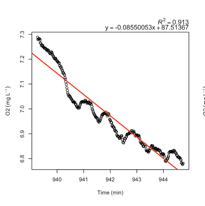 R² = 0.913
y = -0.08550053x + 87.51367
O2 (mg L⁻¹)
7.3
7.2
7.1
7.0
6.9
6.8
940
941
942
943
944
Time (min)